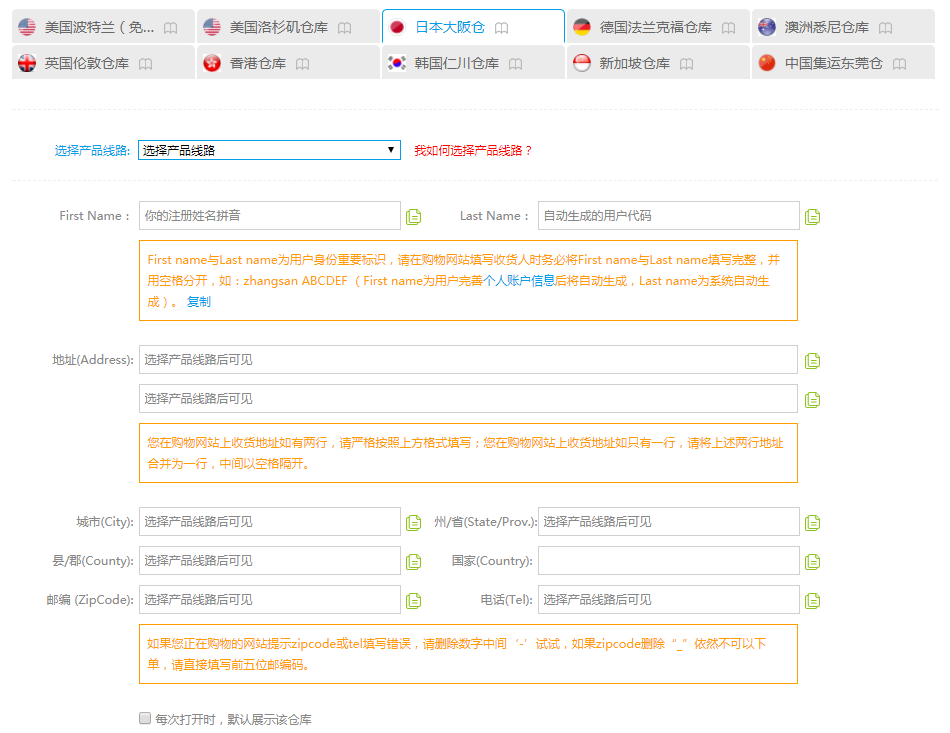 美国波特兰（免... 美国洛杉矶仓库 日本大阪仓 德国法兰克福仓库 澳洲悉尼仓库
英国伦敦仓库 香港仓库 韩国仁川仓库 新加坡仓库 中国集运东莞仓
选择产品线路: 选择产品线路 我如何选择产品线路？
First Name： 你的注册姓名拼音 Last Name： 自动生成的用户代码
First name与Last name为用户身份重要标识，请在购物网站填写收货人时务必将First name与Last name填写完整，并
用空格分开，如：zhangsan ABCDEF（First name为用户完善个人账户信息后将自动生成，Last name为系统自动生
成）。 复制
地址(Address): 选择产品线路后可见
选择产品线路后可见
您在购物网站上收货地址如有两行，请严格按照上方格式填写；您在购物网站上收货地址如只有一行，请将上述两行地址
合并为一行，中间以空格隔开。
城市(City): 选择产品线路后可见 州/省(State/Prov.): 选择产品线路后可见
县/郡(County): 选择产品线路后可见 国家(Country):
邮编 (ZipCode): 选择产品线路后可见 电话(Tel): 选择产品线路后可见
如果您正在购物的网站提示zipcode或tel填写错误，请删除数字中间‘-’试试，如果zipcode删除“_”依然不可以下
单，请直接填写前五位邮编码。
每次打开时，默认展示该仓库